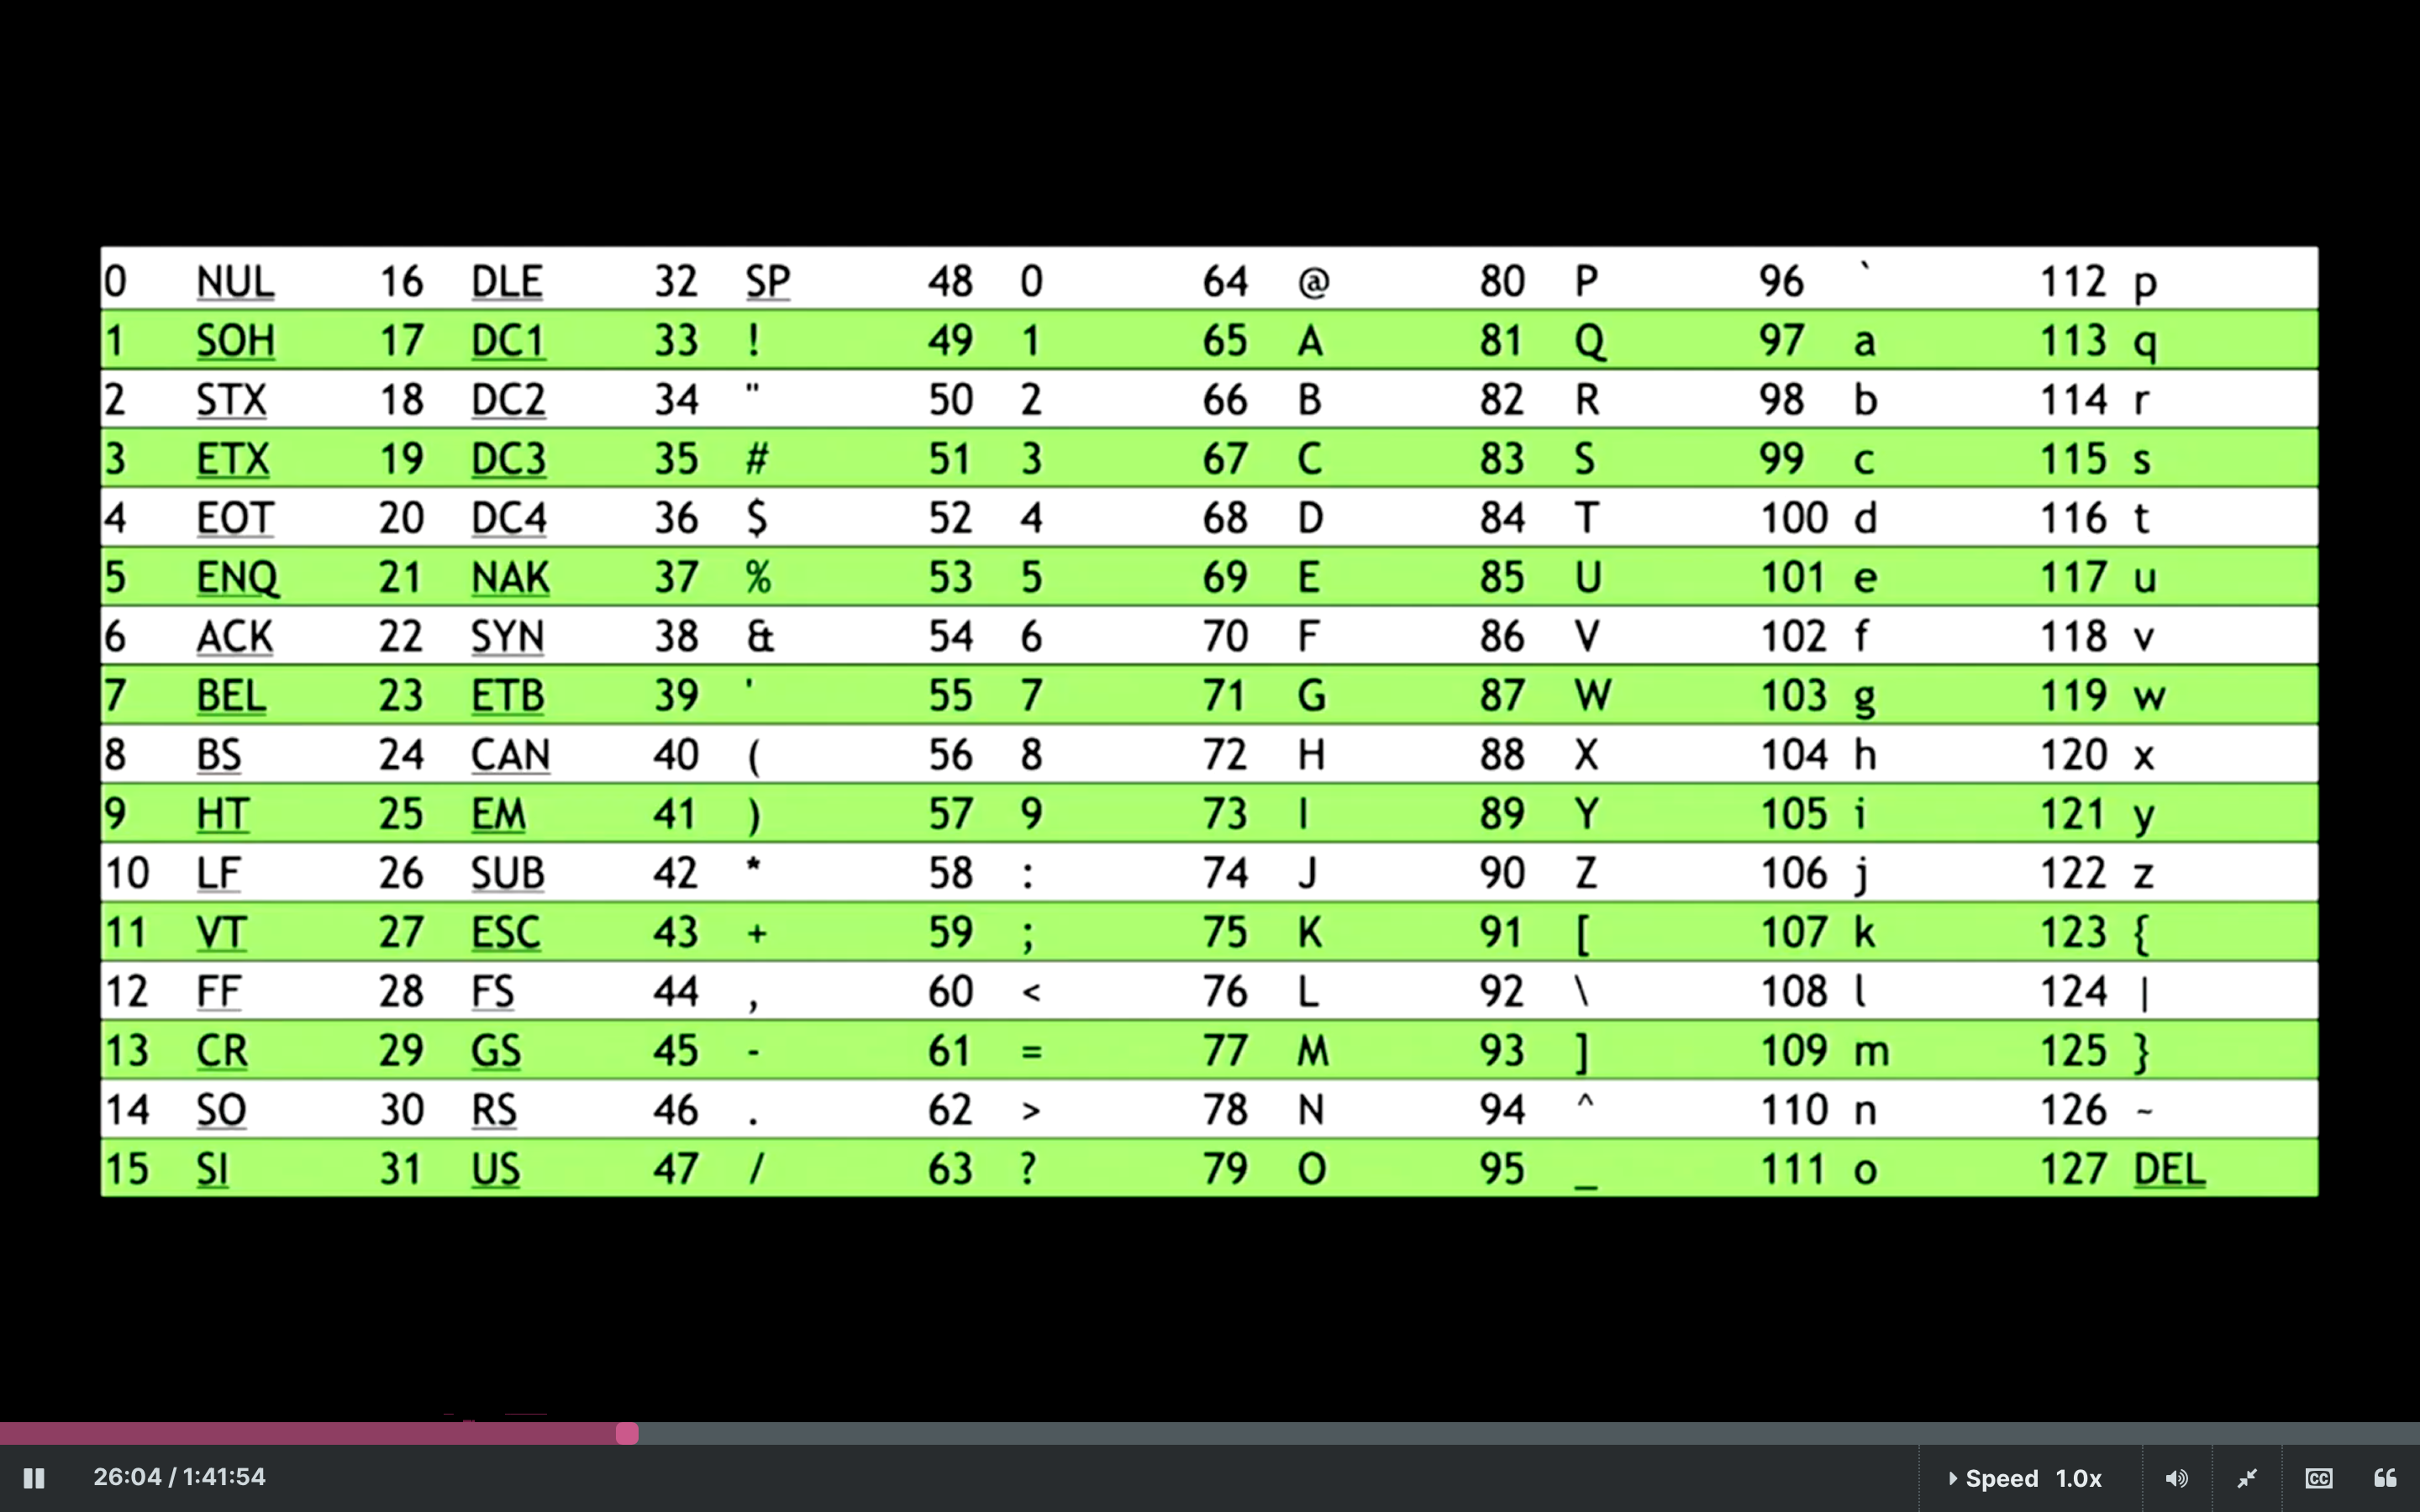 0 NUL 16 DLE 32 SP 48 0 64 @ 80 P 96 ` 112 p
1 SOH 17 DC1 33 ! 49 1 65 A 81 Q 97 a 113 q
2 STX 18 DC2 34 " 50 2 66 B 82 R 98 b 114 r
3 ETX 19 DC3 35 # 51 3 67 C 83 S 99 c 115 s
4 EOT 20 DC4 36 $ 52 4 68 D 84 T 100 d 116 t
5 ENQ 21 NAK 37 % 53 5 69 E 85 U 101 e 117 u
6 ACK 22 SYN 38 & 54 6 70 F 86 V 102 f 118 v
7 BEL 23 ETB 39 ' 55 7 71 G 87 W 103 g 119 w
8 BS 24 CAN 40 ( 56 8 72 H 88 X 104 h 120 x
9 HT 25 EM 41 ) 57 9 73 I 89 Y 105 i 121 y
10 LF 26 SUB 42 * 58 : 74 J 90 Z 106 j 122 z
11 VT 27 ESC 43 + 59 ; 75 K 91 [ 107 k 123 {
12 FF 28 FS 44 , 60 < 76 L 92 \ 108 l 124 |
13 CR 29 GS 45 - 61 = 77 M 93 ] 109 m 125 }
14 SO 30 RS 46 . 62 > 78 N 94 ^ 110 n 126 ~
15 SI 31 US 47 / 63 ? 79 O 95 _ 111 o 127 DEL
26:04 / 1:41:54 Speed 1.0x CC